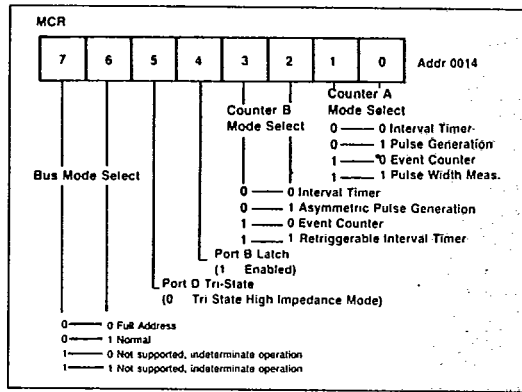 MCR
7 6 5 4 3 2 1 0 Addr 0014
Counter A
Mode Select
0 0 Interval Timer
0 1 Pulse Generation
1 0 Event Counter
1 1 Pulse Width Meas.
Counter B
Mode Select
0 0 Interval Timer
0 1 Asymmetric Pulse Generation
1 0 Event Counter
1 1 Retriggerable Interval Timer
Bus Mode Select
Port B Latch
(1 Enabled)
Port D Tri-State
(0 Tri State High Impedance Mode)
0 0 Full Address
0 1 Normal
1 0 Not supported, indeterminate operation
1 1 Not supported, indeterminate operation